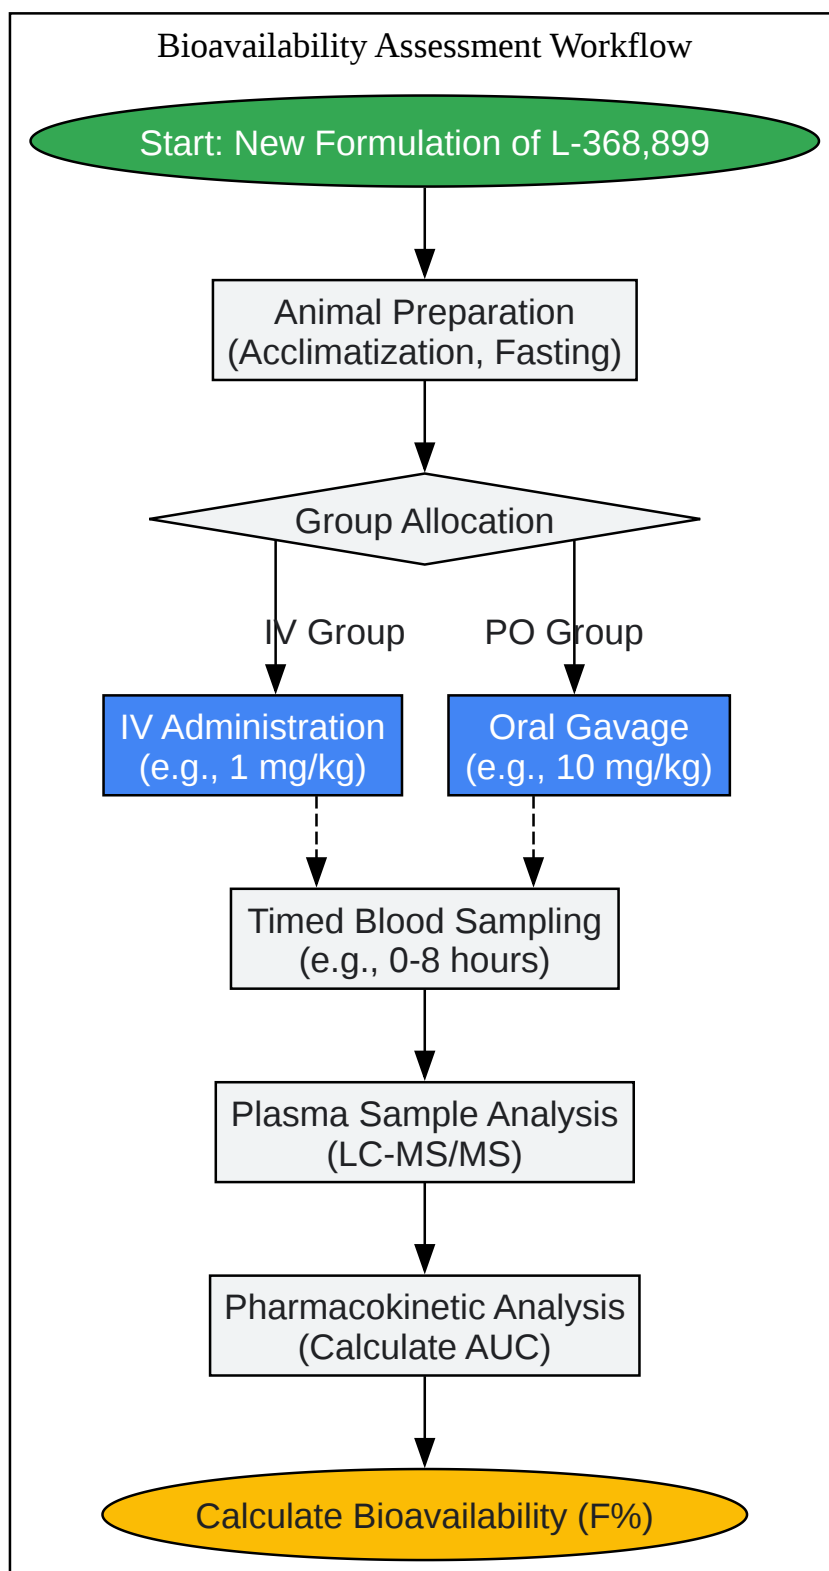 Bioavailability Assessment Workflow
Start: New Formulation of L-368,899
Animal Preparation
(Acclimatization, Fasting)
Group Allocation
IV Group
PO Group
IV Administration
(e.g., 1 mg/kg)
Oral Gavage
(e.g., 10 mg/kg)
Timed Blood Sampling
(e.g., 0-8 hours)
Plasma Sample Analysis
(LC-MS/MS)
Pharmacokinetic Analysis
(Calculate AUC)
Calculate Bioavailability (F%)